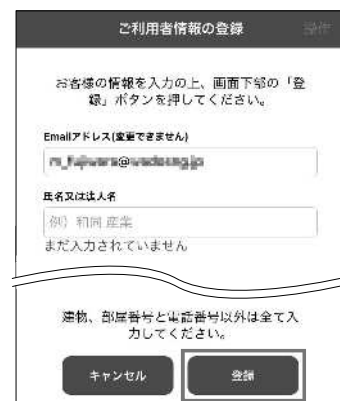 ご利用者情報の登録
操作
お客様の情報を入力の上、画面下部の「登
録」ボタンを押してください。
Emailアドレス(変更できません)
氏名又は法人名
例）和同 産業
まだ入力されていません
建物、部屋番号と電話番号以外は全て入
力してください。
キャンセル
登録